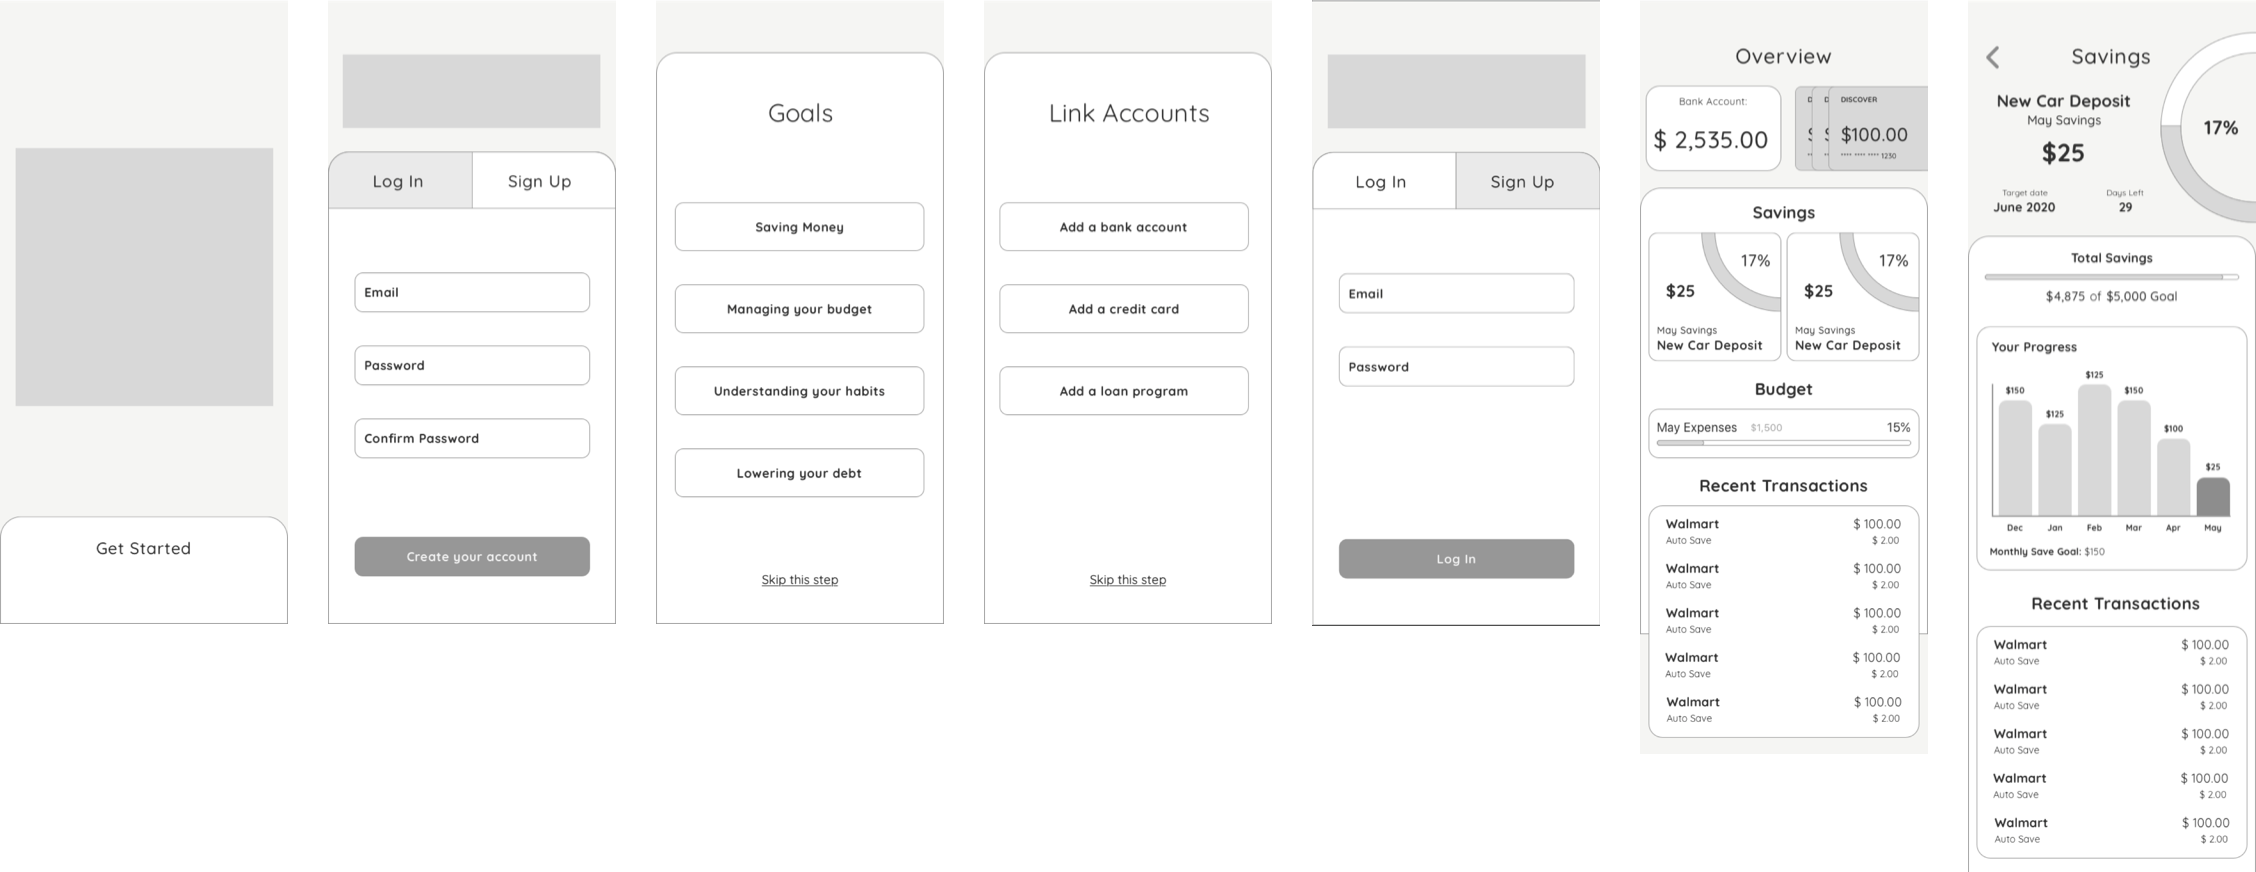 Get Started
Log In
Sign Up
Email
Password
Confirm Password
Create your account
Goals
Saving Money
Managing your budget
Understanding your habits
Lowering your debt
Skip this step
Link Accounts
Add a bank account
Add a credit card
Add a loan program
Skip this step
Log In
Sign Up
Email
Password
Log In
Overview
Bank Account:
$ 2,535.00
D
D
DISCOVER
$100.00
**** **** **** 1230
Savings
17%
$25
May Savings
New Car Deposit
17%
$25
May Savings
New Car Deposit
Budget
May Expenses $1,500 15%
Recent Transactions
Walmart $ 100.00
Auto Save $ 2.00
Walmart $ 100.00
Auto Save $ 2.00
Walmart $ 100.00
Auto Save $ 2.00
Walmart $ 100.00
Auto Save $ 2.00
Walmart $ 100.00
Auto Save $ 2.00
Savings
New Car Deposit
May Savings
$25
17%
Target date
June 2020
Days Left
29
Total Savings
$4,875 of $5,000 Goal
Your Progress
$150
$125
$125
$150
$100
$25
Dec Jan Feb Mar Apr May
Monthly Save Goal: $150
Recent Transactions
Walmart $ 100.00
Auto Save $ 2.00
Walmart $ 100.00
Auto Save $ 2.00
Walmart $ 100.00
Auto Save $ 2.00
Walmart $ 100.00
Auto Save $ 2.00
Walmart $ 100.00
Auto Save $ 2.00